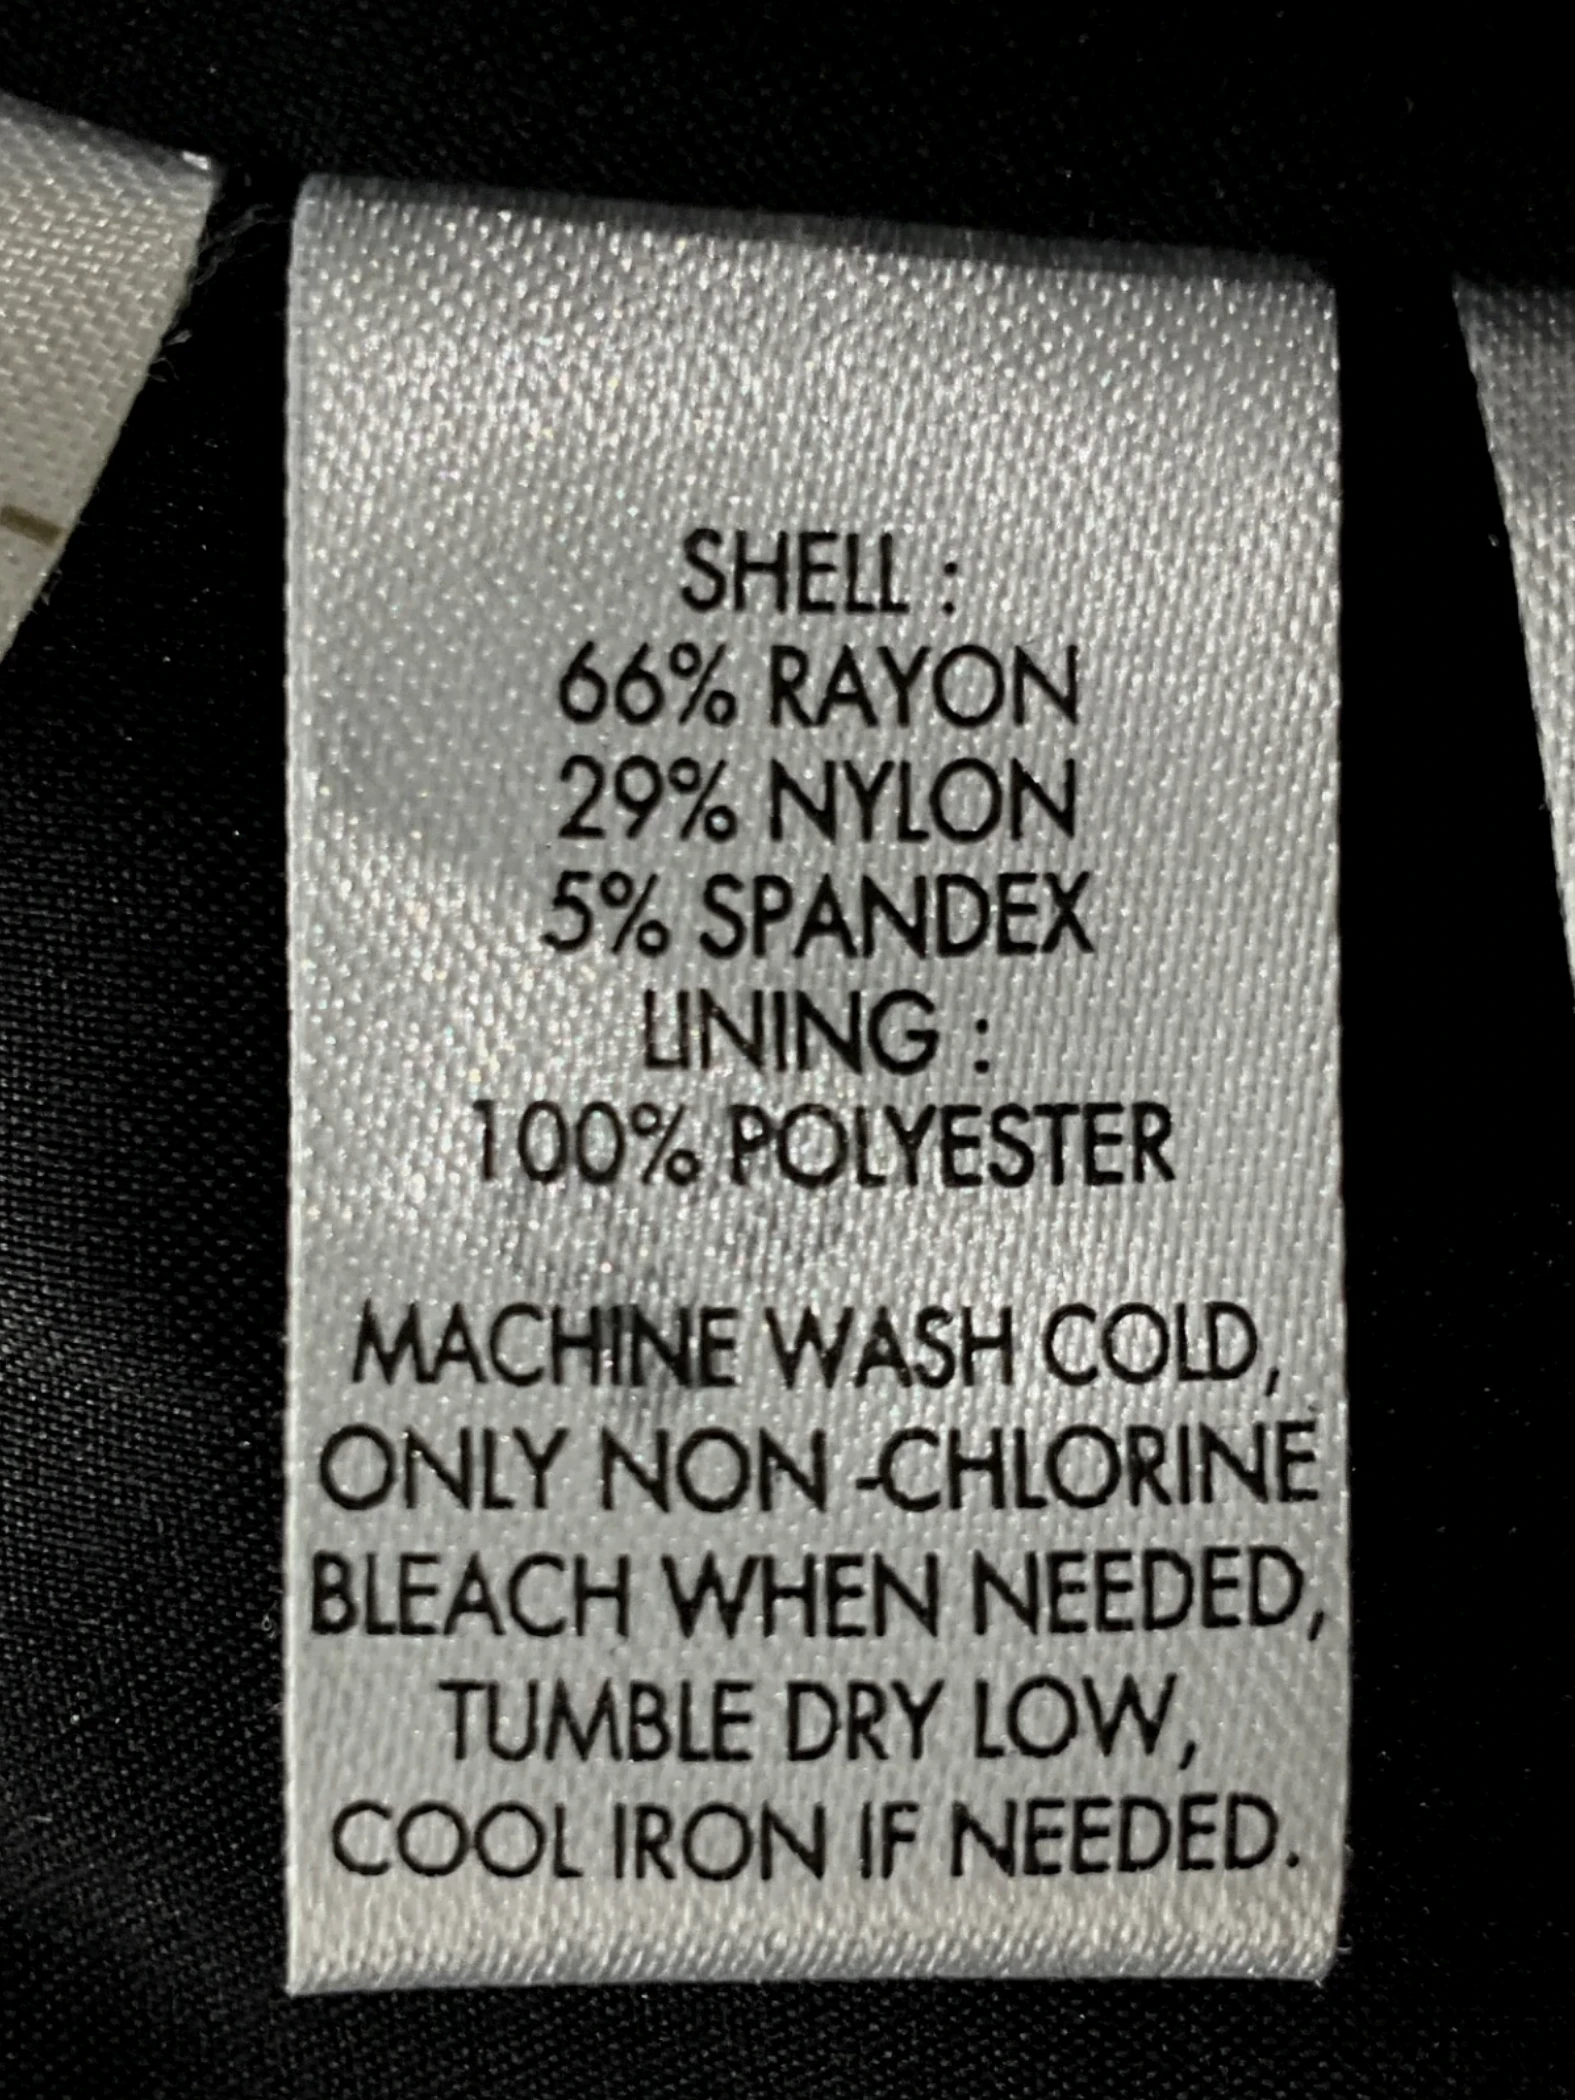 SHELL :
66% RAYON
29% NYLON
5% SPANDEX
LINING :
100% POLYESTER
MACHINE WASH COLD,
ONLY NON -CHLORINE
BLEACH WHEN NEEDED,
TUMBLE DRY LOW,
COOL IRON IF NEEDED.